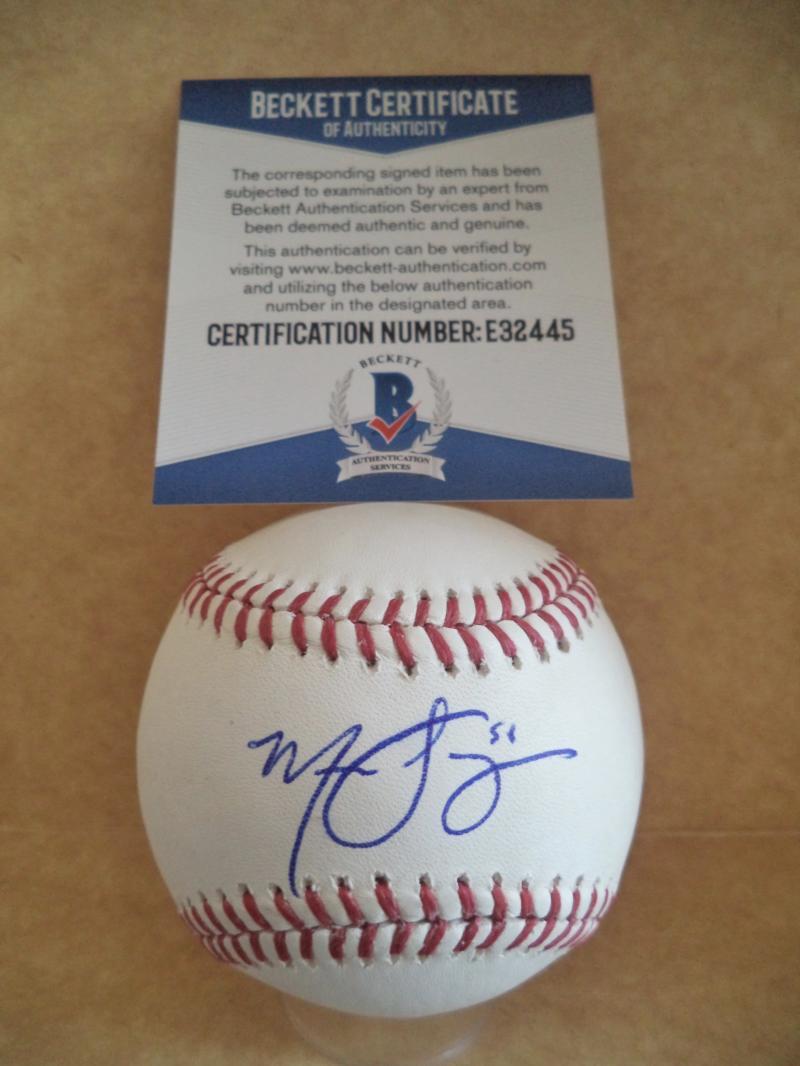 BECKETT CERTIFICATE
OF AUTHENTICITY
The corresponding signed item has been
subjected to examination by an expert from
Beckett Authentication Services and has
been deemed authentic and genuine.
This authentication can be verified by
visiting www.beckett-authentication.com
and utilizing the below authentication
number in the designated area.
CERTIFICATION NUMBER: E32445
BECKETT
B
AUTHENTICATION
SERVICES